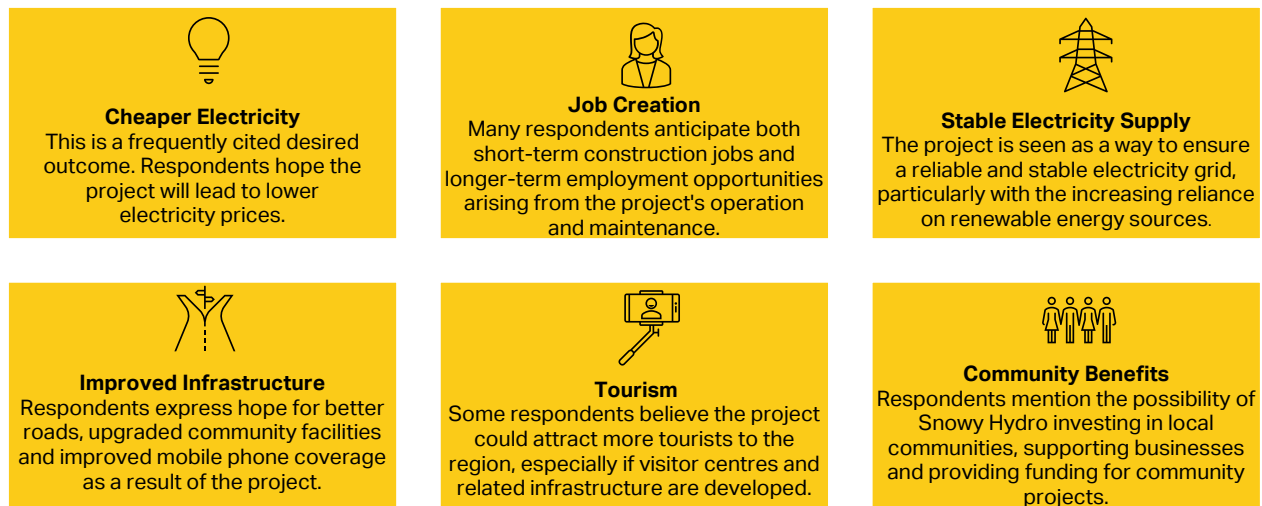 Cheaper Electricity
This is a frequently cited desired
outcome. Respondents hope the
project will lead to lower
electricity prices.
Job Creation
Many respondents anticipate both
short-term construction jobs and
longer-term employment opportunities
arising from the project's operation
and maintenance.
Stable Electricity Supply
The project is seen as a way to ensure
a reliable and stable electricity grid,
particularly with the increasing reliance
on renewable energy sources.
Improved Infrastructure
Respondents express hope for better
roads, upgraded community facilities
and improved mobile phone coverage
as a result of the project.
Tourism
Some respondents believe the project
could attract more tourists to the
region, especially if visitor centres and
related infrastructure are developed.
Community Benefits
Respondents mention the possibility of
Snowy Hydro investing in local
communities, supporting businesses
and providing funding for community
projects.